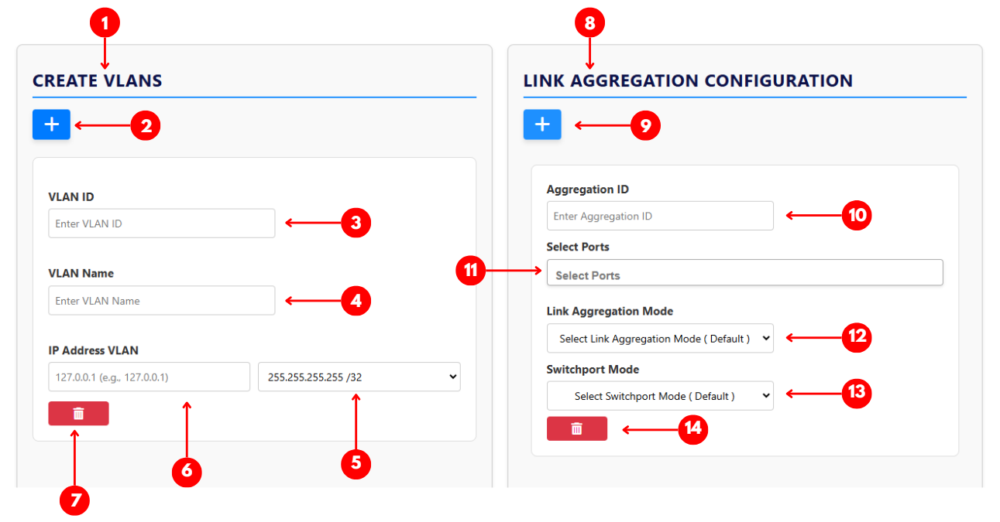 1
CREATE VLANS
+
2
VLAN ID
Enter VLAN ID
3
VLAN Name
Enter VLAN Name
4
IP Address VLAN
127.0.0.1 (e.g., 127.0.0.1)
255.255.255.255 /32
5
6
7
8
LINK AGGREGATION CONFIGURATION
+
9
Aggregation ID
Enter Aggregation ID
10
Select Ports
Select Ports
11
Link Aggregation Mode
Select Link Aggregation Mode ( Default )
12
Switchport Mode
Select Switchport Mode ( Default )
13
14